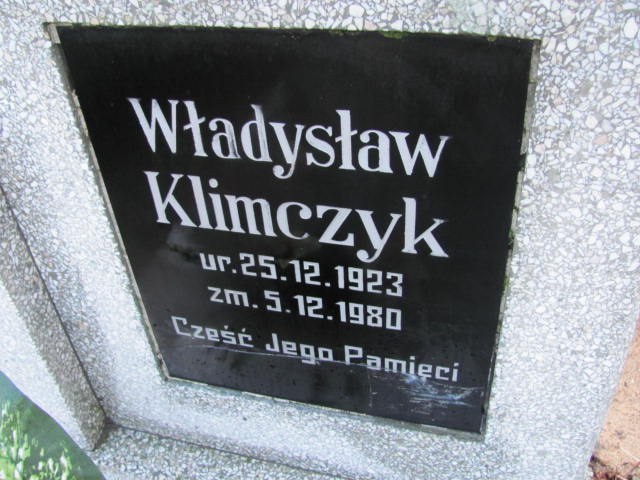 Władysław
Klimczyk
ur. 25.12.1923
zm. 5.12.1980
Cześć Jego Pamięci